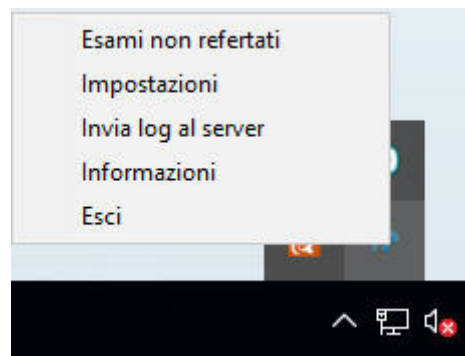 Esami non refertati
Impostazioni
Invia log al server
Informazioni
Esci